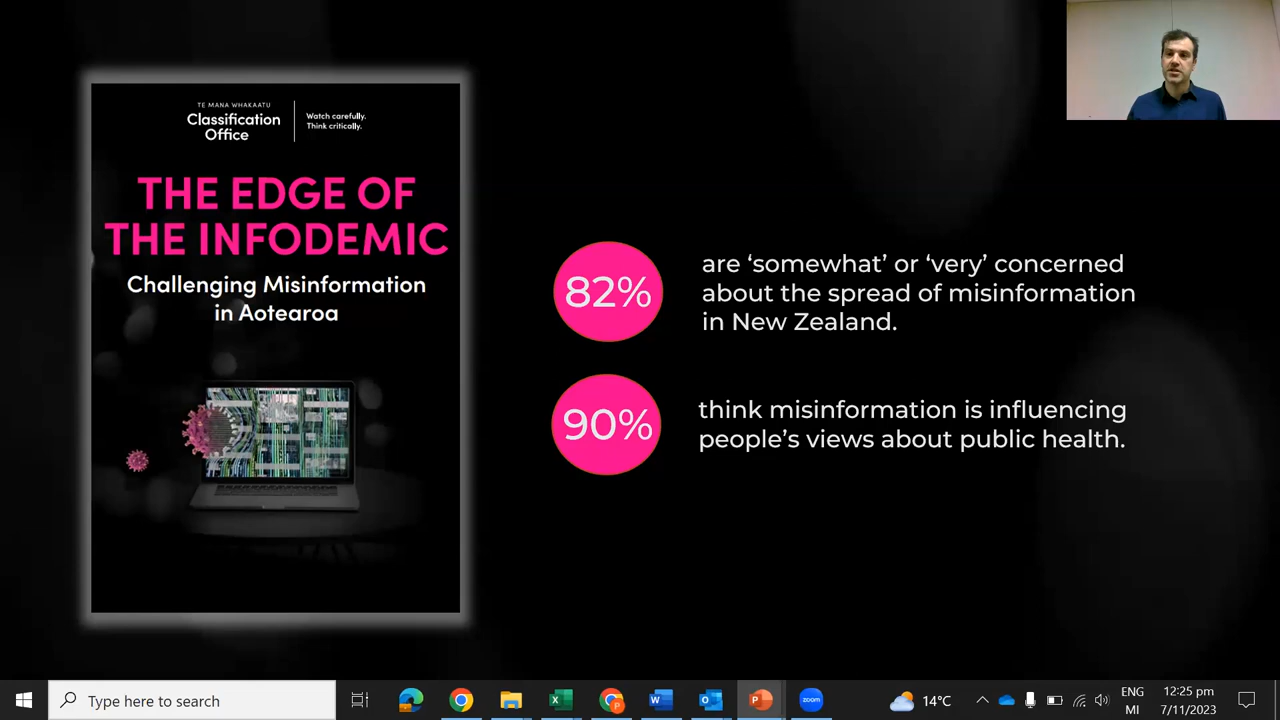 TE MANA WHAKAATU
Classification
Office
Watch carefully.
Think critically.
THE EDGE OF
THE INFODEMIC
Challenging Misinformation
in Aotearoa
82%
are ‘somewhat’ or ‘very’ concerned
about the spread of misinformation
in New Zealand.
90%
think misinformation is influencing
people’s views about public health.
Type here to search
zoom
14°C
ENG
MI
12:25 pm
7/11/2023